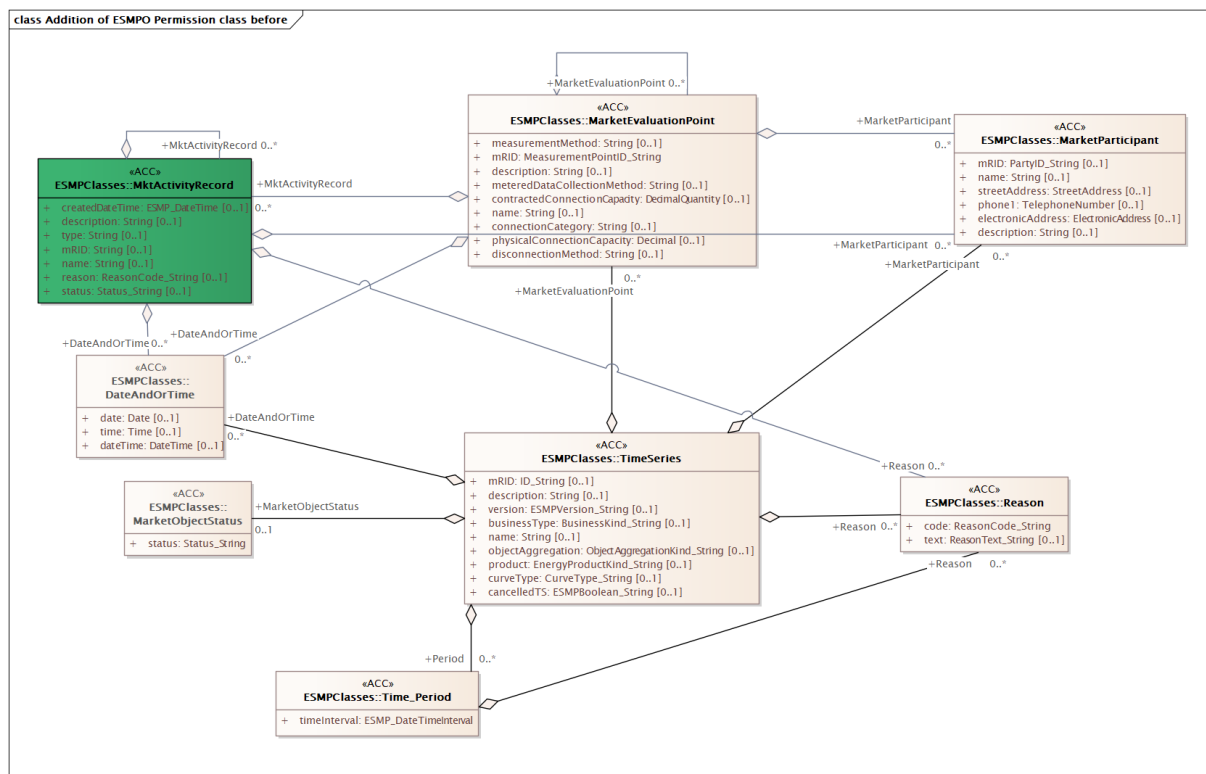 class Addition of ESMPO Permission class before
+MarketEvaluationPoint 0..*
«ACC»
ESMPClasses::MarketEvaluationPoint
+ measurementMethod: String [0..1]
+ mRID: MeasurementPointID_String
+ description: String [0..1]
+ meteredDataCollectionMethod: String [0..1]
+ contractedConnectionCapacity: DecimalQuantity [0..1]
+ name: String [0..1]
+ connectionCategory: String [0..1]
+ physicalConnectionCapacity: Decimal [0..1]
+ disconnectionMethod: String [0..1]
+MarketParticipant
0..*
«ACC»
ESMPClasses::MarketParticipant
+ mRID: PartyID_String
+ name: String [0..1]
+ streetAddress: StreetAddress [0..1]
+ phone1: TelephoneNumber [0..1]
+ electronicAddress: ElectronicAddress [0..1]
+ description: String [0..1]
+MktActivityRecord 0..*
«ACC»
ESMPClasses::MktActivityRecord
+ createdDateTime: ESMP_DateTime [0..1]
+ description: String [0..1]
+ type: String [0..1]
+ mRID: String [0..1]
+ name: String [0..1]
+ reason: ReasonCode_String [0..1]
+ status: Status_String [0..1]
+MktActivityRecord
0..*
+MarketParticipant 0..*
+MarketParticipant
0..*
0..*
+MarketEvaluationPoint
+DateAndOrTime
0..*
+DateAndOrTime 0..*
«ACC»
ESMPClasses::
DateAndOrTime
+ date: Date [0..1]
+ time: Time [0..1]
+ dateTime: DateTime [0..1]
+DateAndOrTime
0..*
«ACC»
ESMPClasses::TimeSeries
+ mRID: ID_String [0..1]
+ description: String [0..1]
+ version: ESMPVersion_String [0..1]
+ businessType: BusinessKind_String [0..1]
+ name: String [0..1]
+ objectAggregation: ObjectAggregationKind_String [0..1]
+ product: EnergyProductKind_String [0..1]
+ curveType: CurveType_String [0..1]
+ cancelledTS: ESMPBoolean_String [0..1]
«ACC»
ESMPClasses::
MarketObjectStatus
+ status: Status_String
+MarketObjectStatus
0..1
+Reason 0..*
«ACC»
ESMPClasses::Reason
+ code: ReasonCode_String
+ text: ReasonText_String [0..1]
+Reason 0..*
+Reason 0..*
+Period 0..*
«ACC»
ESMPClasses::Time_Period
+ timeInterval: ESMP_DateTimeInterval